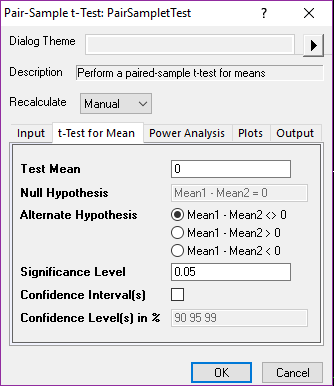 Pair-Sample t-Test: PairSampletTest
Dialog Theme
Description Perform a paired-sample t-test for means
Recalculate Manual
Input t-Test for Mean Power Analysis Plots Output
Test Mean 0
Null Hypothesis Mean1 - Mean2 = 0
Alternate Hypothesis Mean1 - Mean2 <> 0
Mean1 - Mean2 > 0
Mean1 - Mean2 < 0
Significance Level 0.05
Confidence Interval(s)
Confidence Level(s) in % 90 95 99
OK Cancel